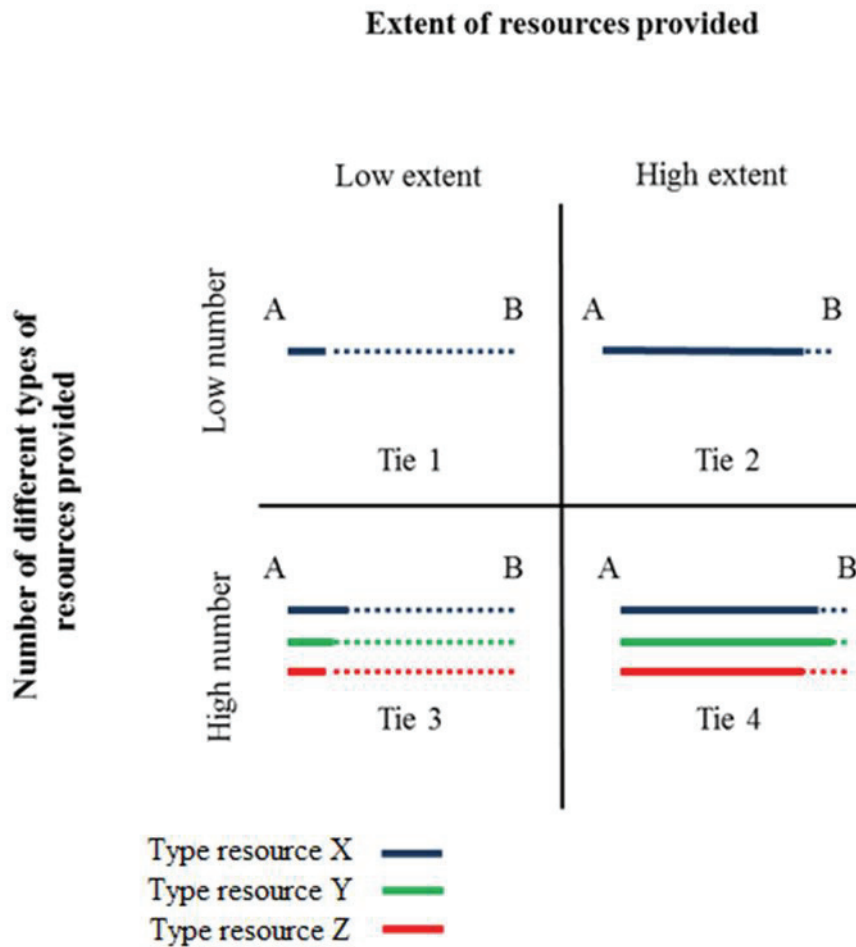 Extent of resources provided
Low extent
High extent
Number of different types of
resources provided
Low number
A
B
Tie 1
A
B
Tie 2
High number
A
B
Tie 3
A
B
Tie 4
Type resource X
Type resource Y
Type resource Z